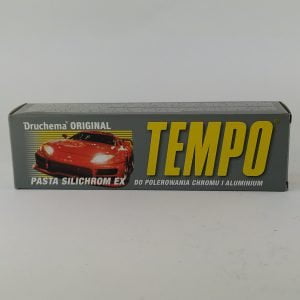 Druchema® ORIGINAL
TEMPO
PASTA SILICHROM EX
DO POLEROWANIA CHROMU I ALUMINIUM